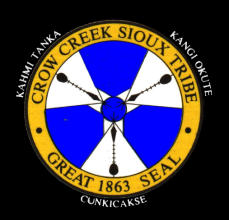 KAHMI TANKA
KANGI OKUTE
CROW CREEK SIOUX TRIBE
GREAT 1863 SEAL
CUNKICAKSE